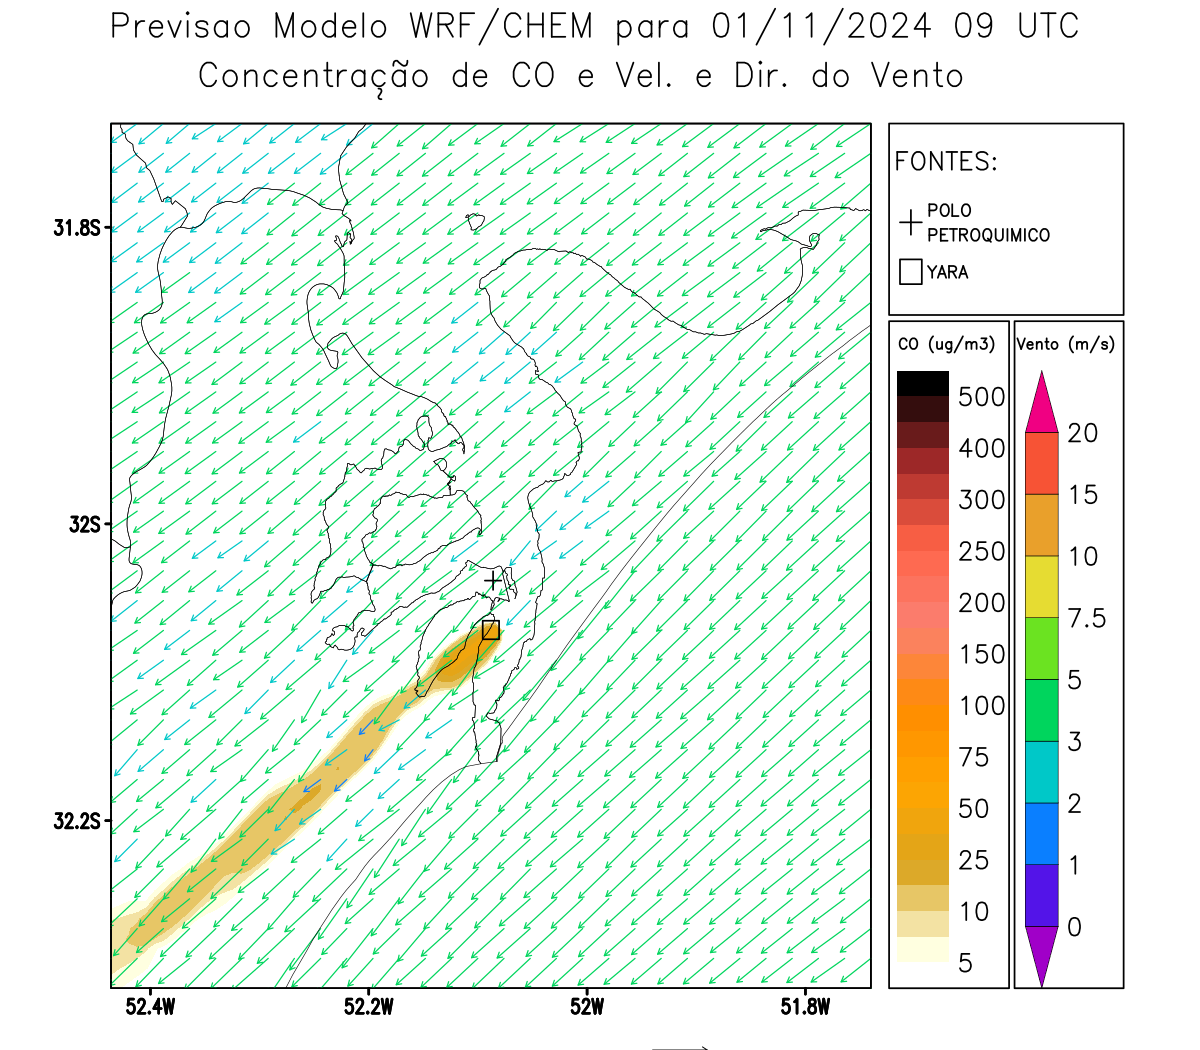 Previsao Modelo WRF/CHEM para 01/11/2024 09 UTC
Concentração de CO e Vel. e Dir. do Vento
FONTES:
POLO
PETROQUIMICO
YARA
CO (ug/m3)
500
400
300
250
200
150
100
75
50
25
10
5
Vento (m/s)
20
15
10
7.5
5
3
2
1
0
31.8S
32S
32.2S
52.4W
52.2W
52W
51.8W